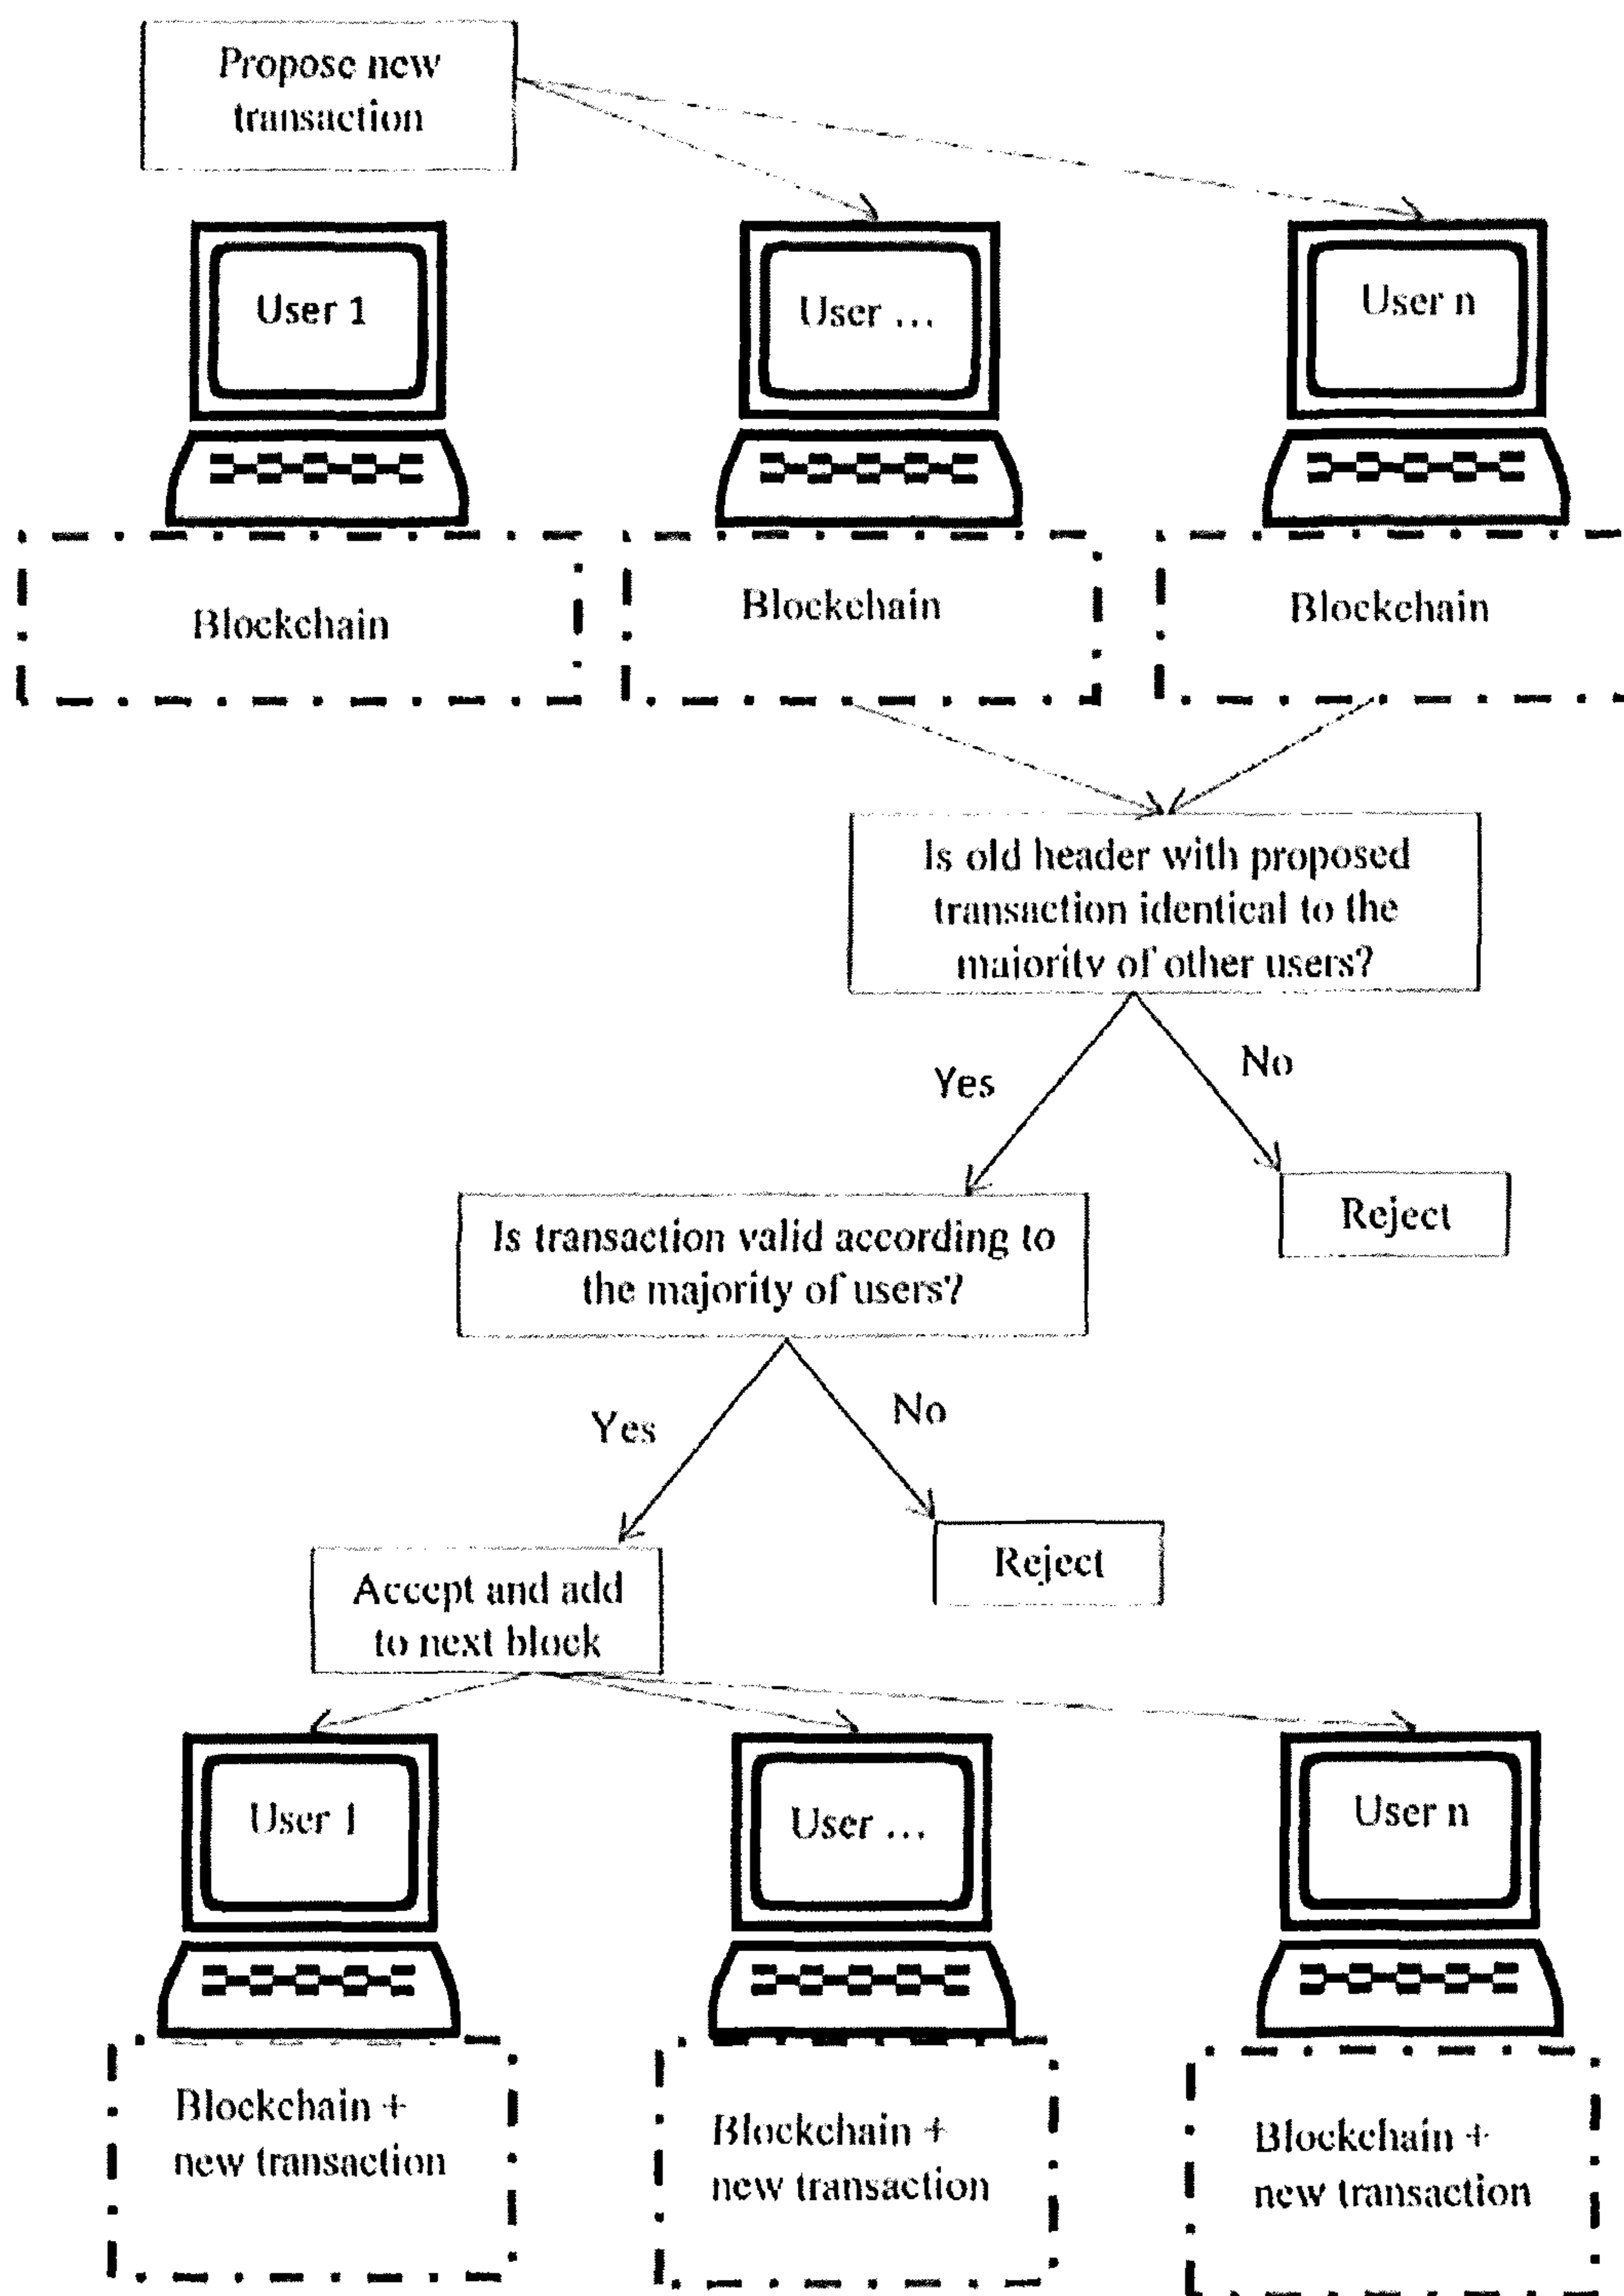 Propose new
transaction
User 1
User ...
User n
Blockchain
Blockchain
Blockchain
Is old header with proposed
transaction identical to the
majority of other users?
Yes
No
Reject
Is transaction valid according to
the majority of users?
Yes
No
Reject
Accept and add
to next block
User 1
User ...
User n
Blockchain +
new transaction
Blockchain +
new transaction
Blockchain +
new transaction